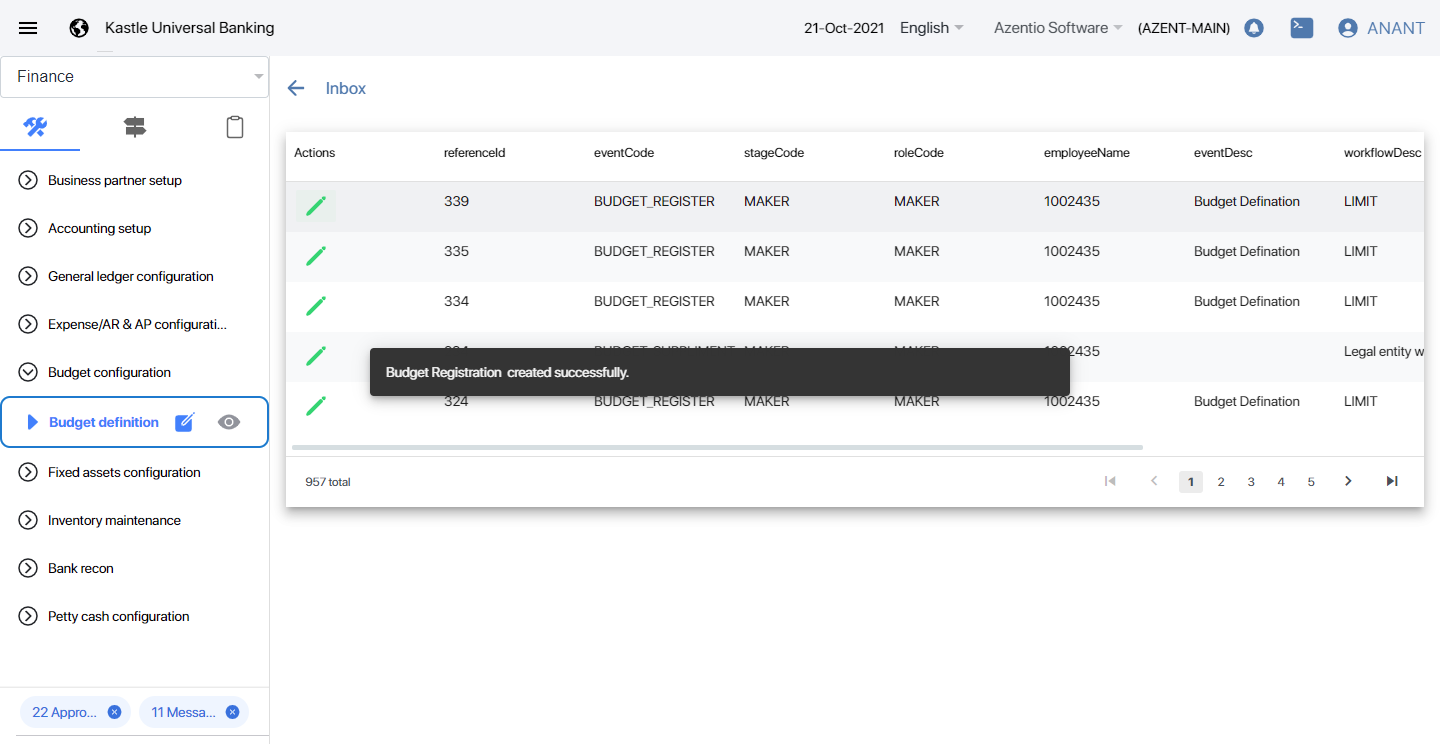 Kastle Universal Banking
21-Oct-2021 English Azentio Software (AZENT-MAIN) ANANT
Finance
Inbox
Business partner setup
Accounting setup
General ledger configuration
Expense/AR & AP configurati...
Budget configuration
Budget definition
Fixed assets configuration
Inventory maintenance
Bank recon
Petty cash configuration
22 Appro... 11 Messa...
Actions referenceId eventCode stageCode roleCode employeeName eventDesc workflowDesc
339 BUDGET_REGISTER MAKER MAKER 1002435 Budget Defination LIMIT
335 BUDGET_REGISTER MAKER MAKER 1002435 Budget Defination LIMIT
334 BUDGET_REGISTER MAKER MAKER 1002435 Budget Defination LIMIT
MAKER MAKER 1002435 Legal entity w
Budget Registration created successfully.
324 BUDGET_REGISTER MAKER MAKER 1002435 Budget Defination LIMIT
957 total 1 2 3 4 5